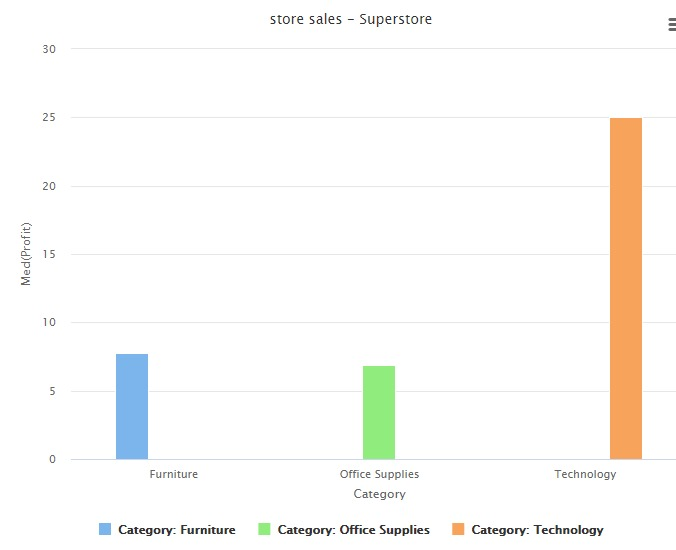 store sales - Superstore
30
25
20
15
10
5
0
Med(Profit)
Furniture
Office Supplies
Technology
Category
Category: Furniture
Category: Office Supplies
Category: Technology